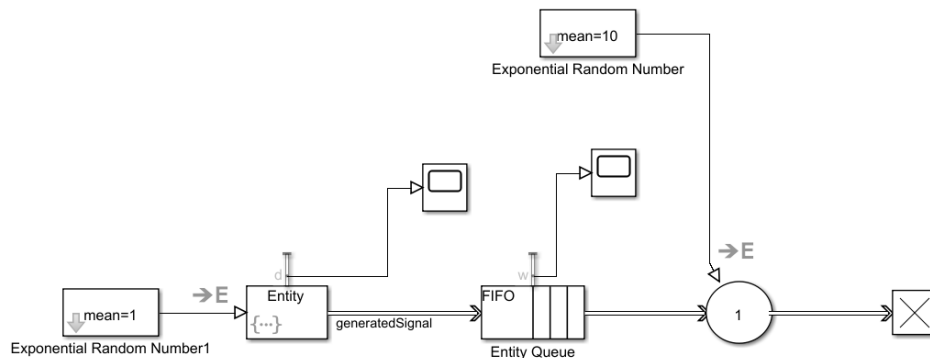 mean=10
Exponential Random Number
E
d
w
E
mean=1
Exponential Random Number1
Entity
{...}
generatedSignal
FIFO
Entity Queue
1